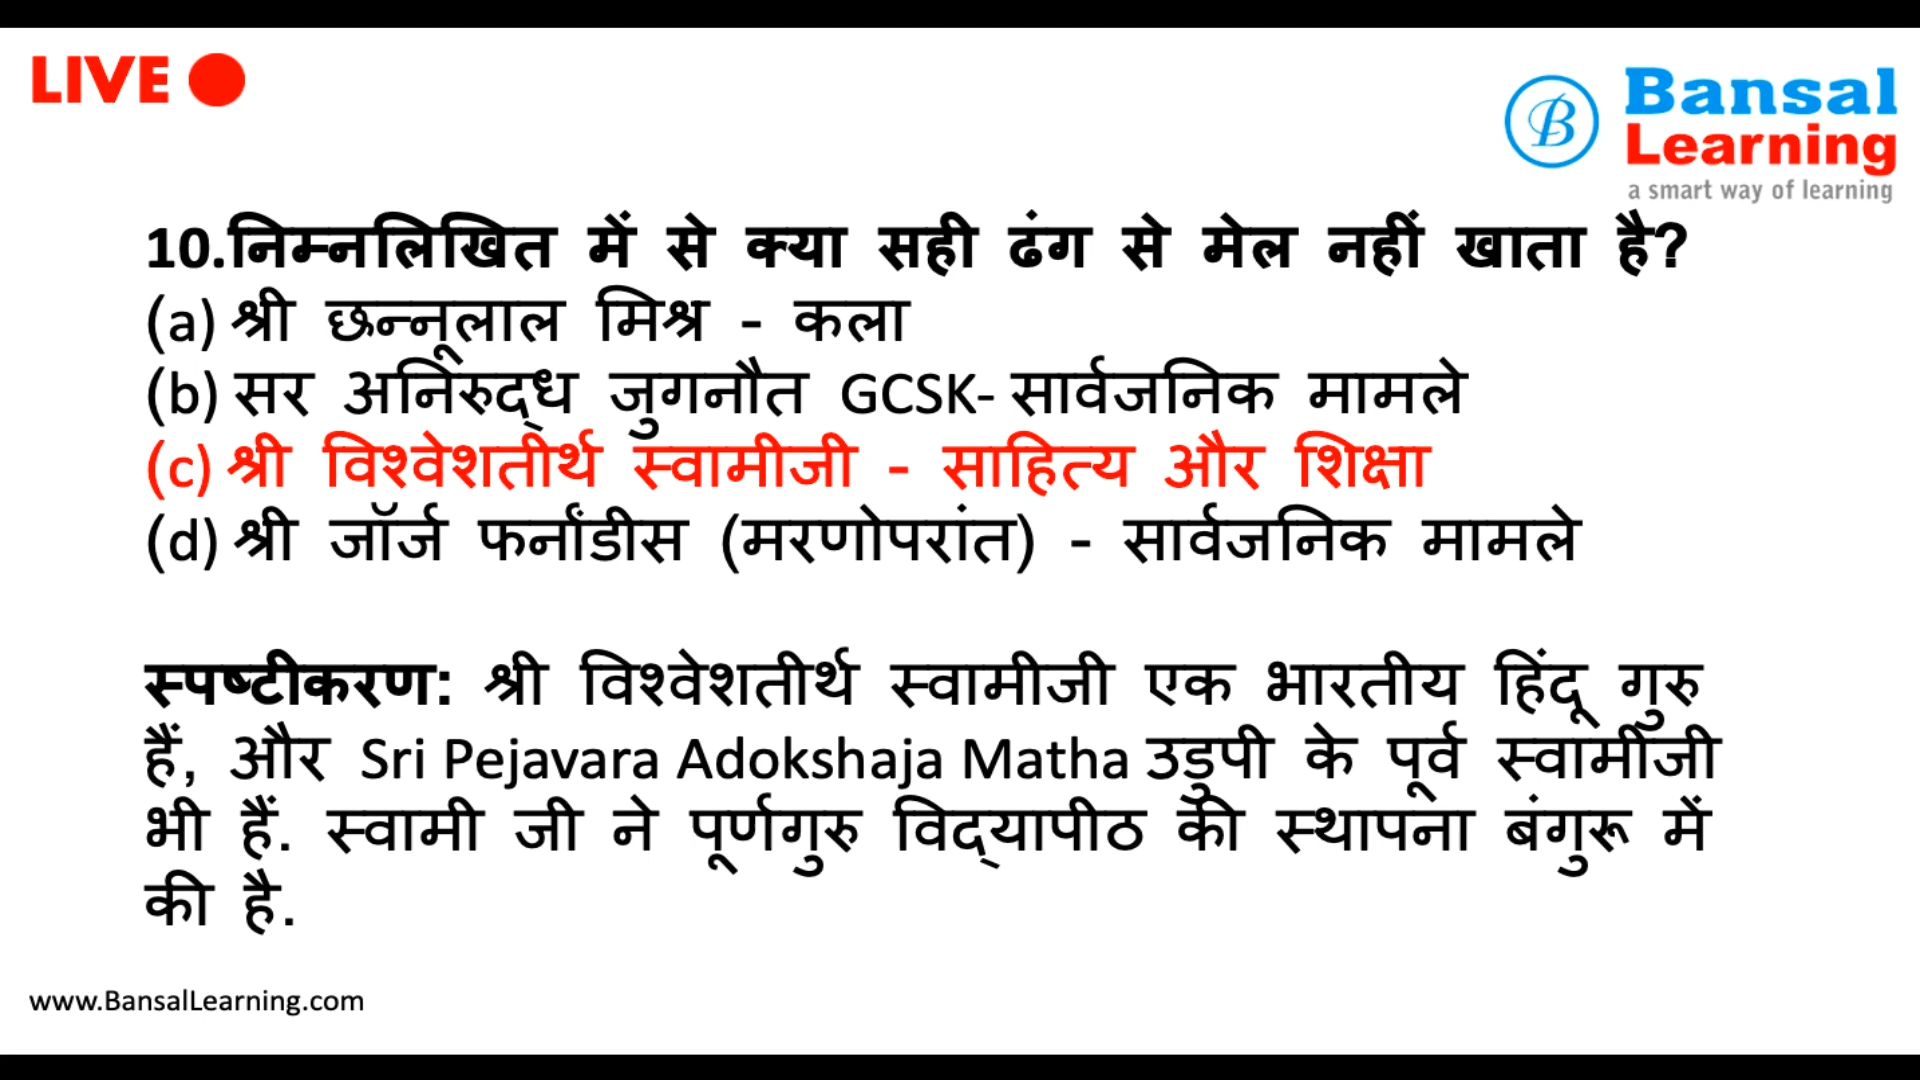 LIVE
Bansal
Learning
a smart way of learning
10.निम्नलिखित में से क्या सही ढंग से मेल नहीं खाता है?
(a) श्री छन्नूलाल मिश्र - कला
(b) सर अनिरुद्ध जुगनौत GCSK- सार्वजनिक मामले
(c) श्री विश्वेशतीर्थ स्वामीजी - साहित्य और शिक्षा
(d) श्री जॉर्ज फर्नांडीस (मरणोपरांत) - सार्वजनिक मामले
स्पष्टीकरण: श्री विश्वेशतीर्थ स्वामीजी एक भारतीय हिंदू गुरु
हैं, और Sri Pejavara Adokshaja Matha उडुपी के पूर्व स्वामीजी
भी हैं. स्वामी जी ने पूर्णगुरु विद्यापीठ की स्थापना बंगुरू में
की है.
www.BansalLearning.com